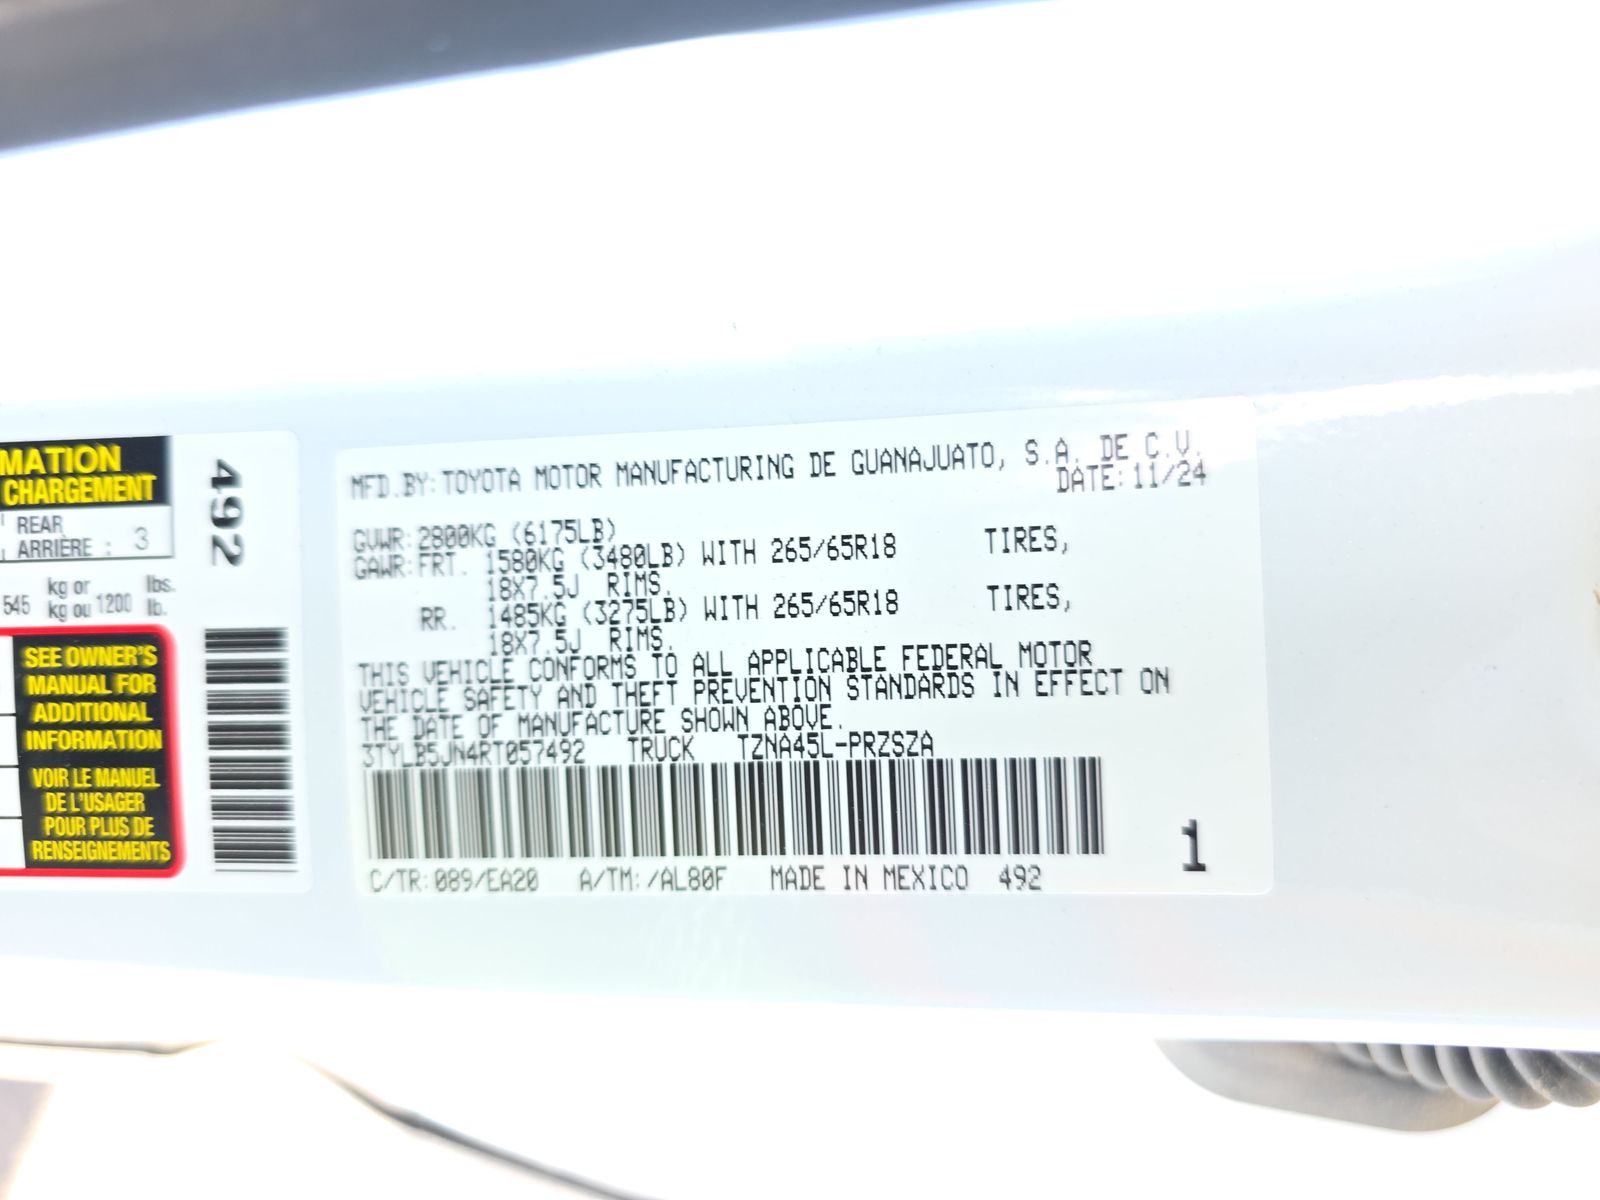 MATION
CHARGEMENT
REAR
ARRIÈRE : 3
kg or lbs.
545 kg ou 1200 lb.
SEE OWNER'S
MANUAL FOR
ADDITIONAL
INFORMATION
VOIR LE MANUEL
DE L'USAGER
POUR PLUS DE
RENSEIGNEMENTS
492
MFD.BY:TOYOTA MOTOR MANUFACTURING DE GUANAJUATO, S.A. DE C.V.
DATE:11/24
GVWR:2800KG (6175LB)
GAWR:FRT. 1580KG (3480LB) WITH 265/65R18 TIRES,
18X7.5J RIMS.
RR. 1485KG (3275LB) WITH 265/65R18 TIRES,
18X7.5J RIMS.
THIS VEHICLE CONFORMS TO ALL APPLICABLE FEDERAL MOTOR
VEHICLE SAFETY AND THEFT PREVENTION STANDARDS IN EFFECT ON
THE DATE OF MANUFACTURE SHOWN ABOVE.
3TYLB5JN4RT057492 TRUCK TZNA45L-PRZSZA
C/TR:089/EA20 A/TM:/AL80F MADE IN MEXICO 492
1